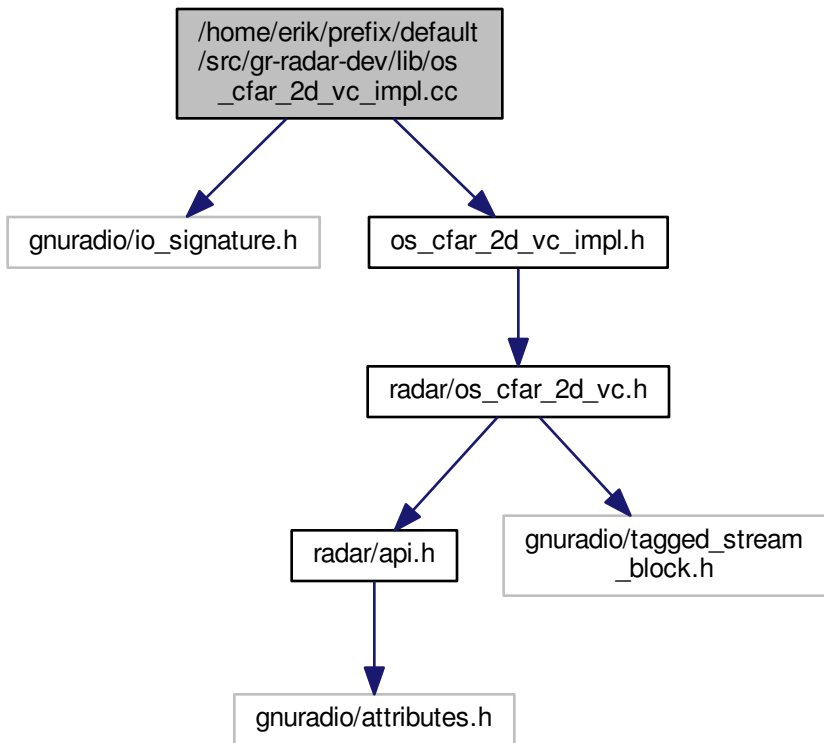 /home/erik/prefix/default
/src/gr-radar-dev/lib/os
_cfar_2d_vc_impl.cc
gnuradio/io_signature.h
os_cfar_2d_vc_impl.h
radar/os_cfar_2d_vc.h
radar/api.h
gnuradio/tagged_stream
_block.h
gnuradio/attributes.h